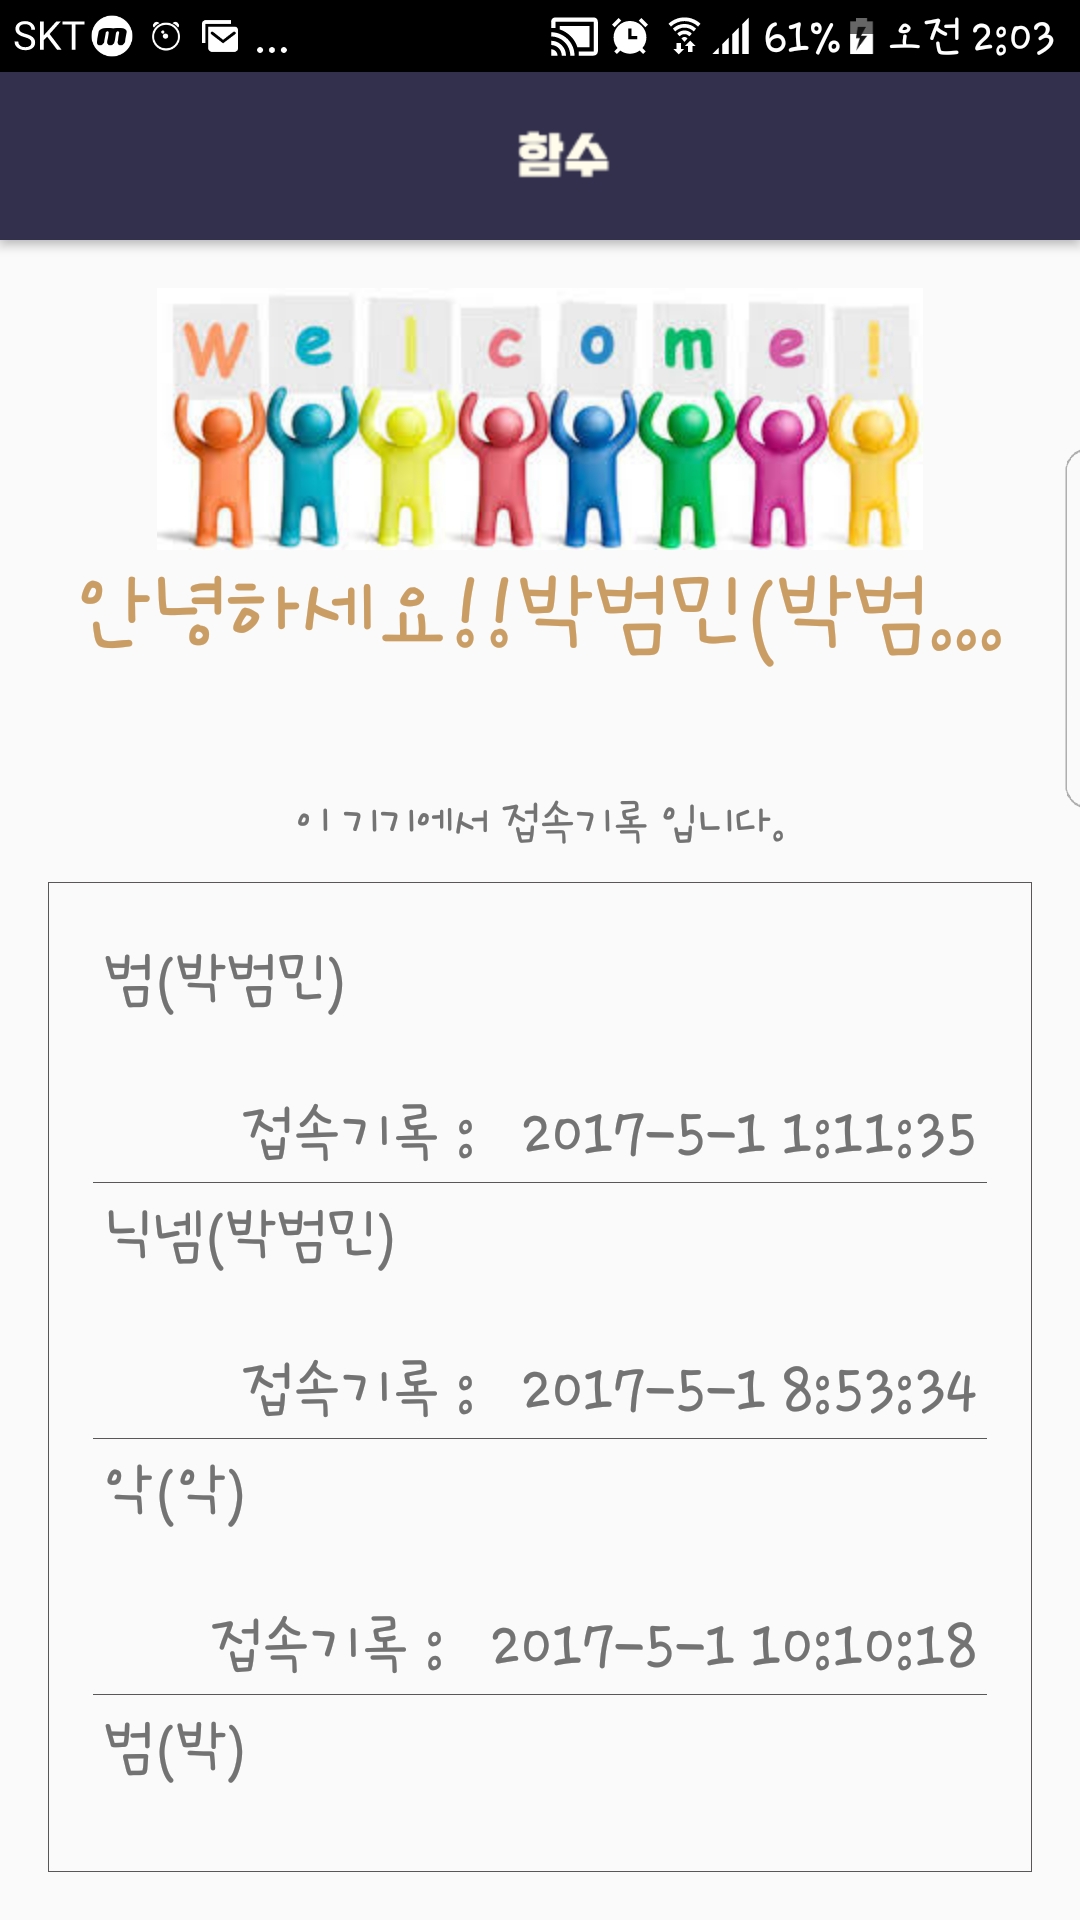 SKT m ... 61% 오전 2:03
함수
Welcome!
안녕하세요!!박범민(박범...
이 기기에서 접속기록 입니다.
범(박범민)
접속기록 : 2017-5-1 1:11:35
닉넴(박범민)
접속기록 : 2017-5-1 8:53:34
악(악)
접속기록 : 2017-5-1 10:10:18
범(박)